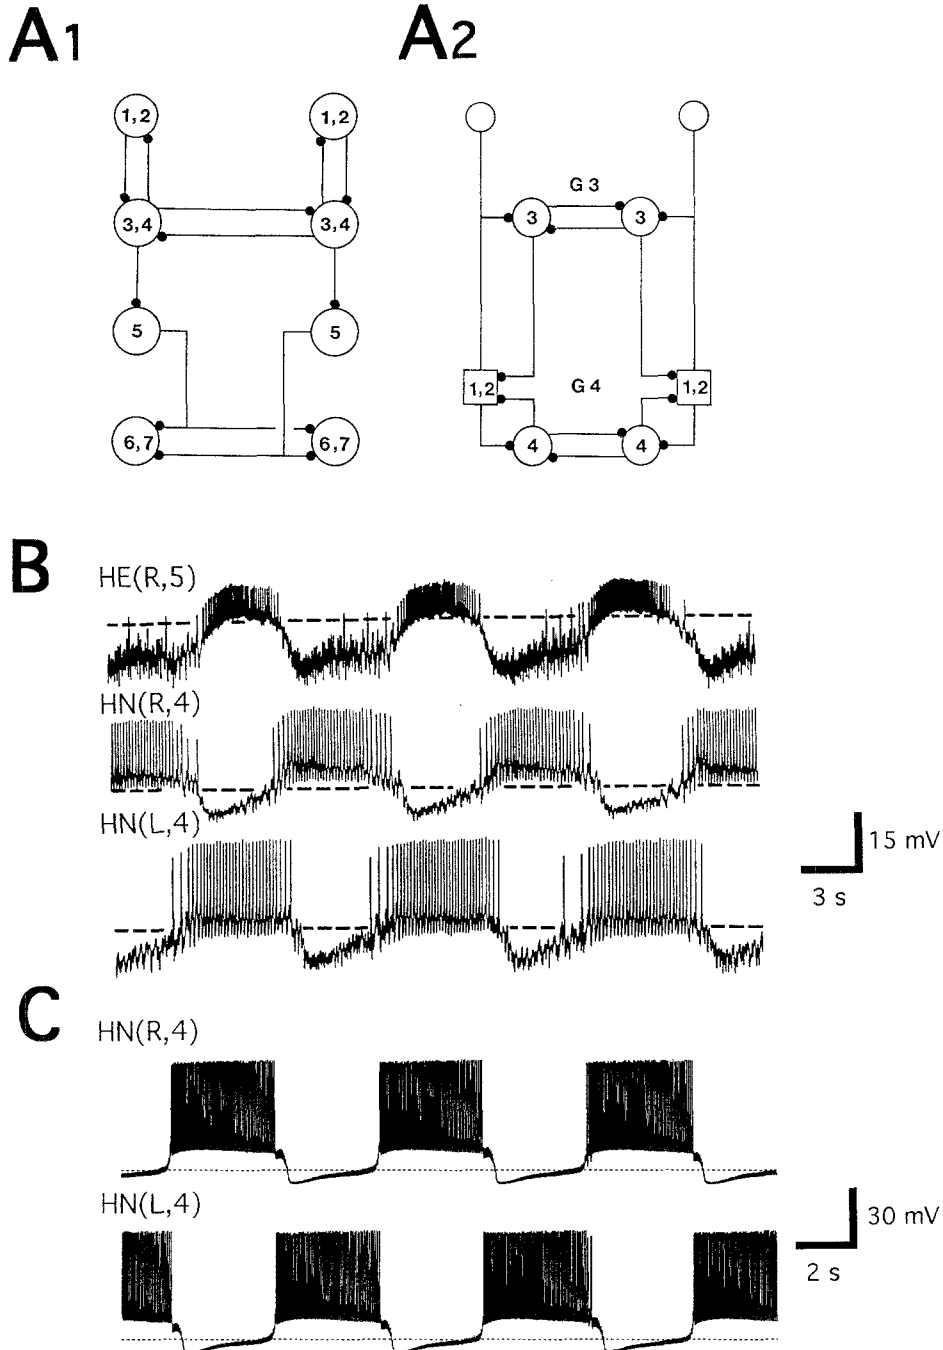 A1
A2
1,2
1,2
3,4
3,4
5
5
6,7
6,7
G 3
3
3
1,2
G 4
1,2
4
4
B
HE(R,5)
HN(R,4)
HN(L,4)
15 mV
3 s
C
HN(R,4)
HN(L,4)
30 mV
2 s